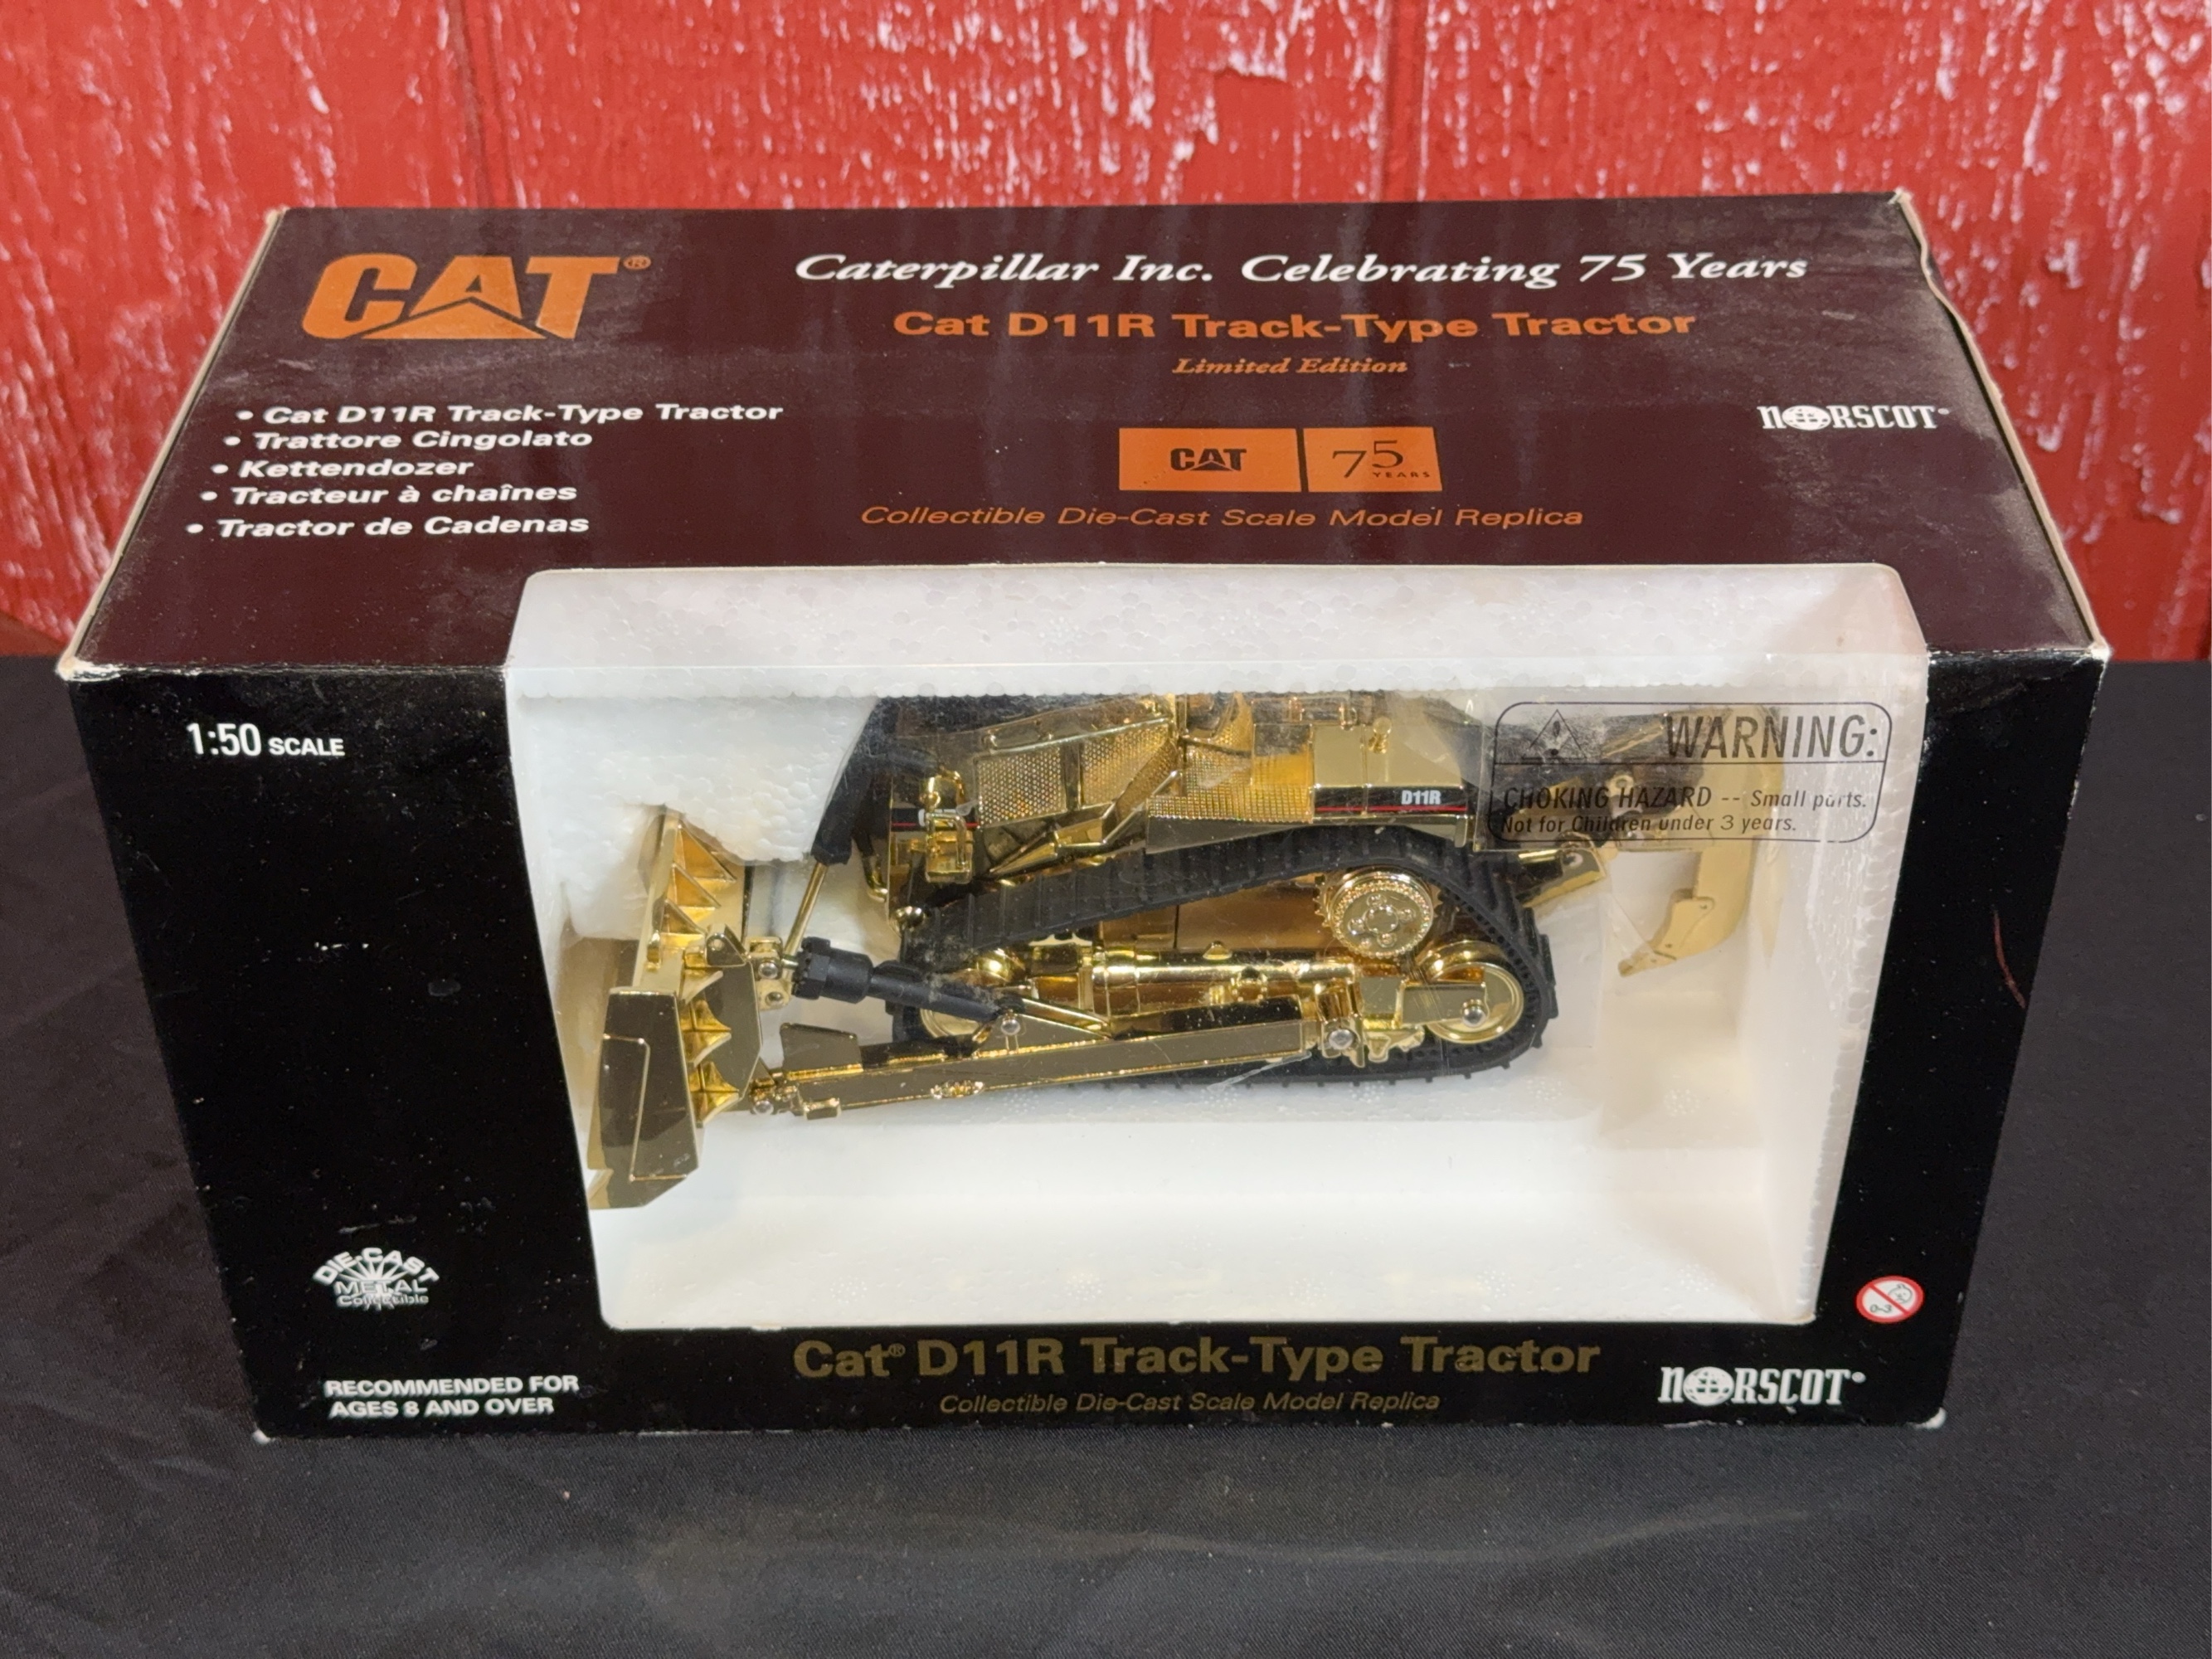 CAT®
Caterpillar Inc. Celebrating 75 Years
Cat D11R Track-Type Tractor
Limited Edition
• Cat D11R Track-Type Tractor
• Trattore Cingolato
• Kettendozer
• Tracteur à chaînes
• Tractor de Cadenas
NORSCOT
CAT 75 YEARS
Collectible Die-Cast Scale Model Replica
1:50 SCALE
WARNING:
CHOKING HAZARD -- Small parts.
Not for Children under 3 years.
D11R
DIE-CAST
METAL
Collectible
0-3
RECOMMENDED FOR
AGES 8 AND OVER
Cat® D11R Track-Type Tractor
Collectible Die-Cast Scale Model Replica
NORSCOT